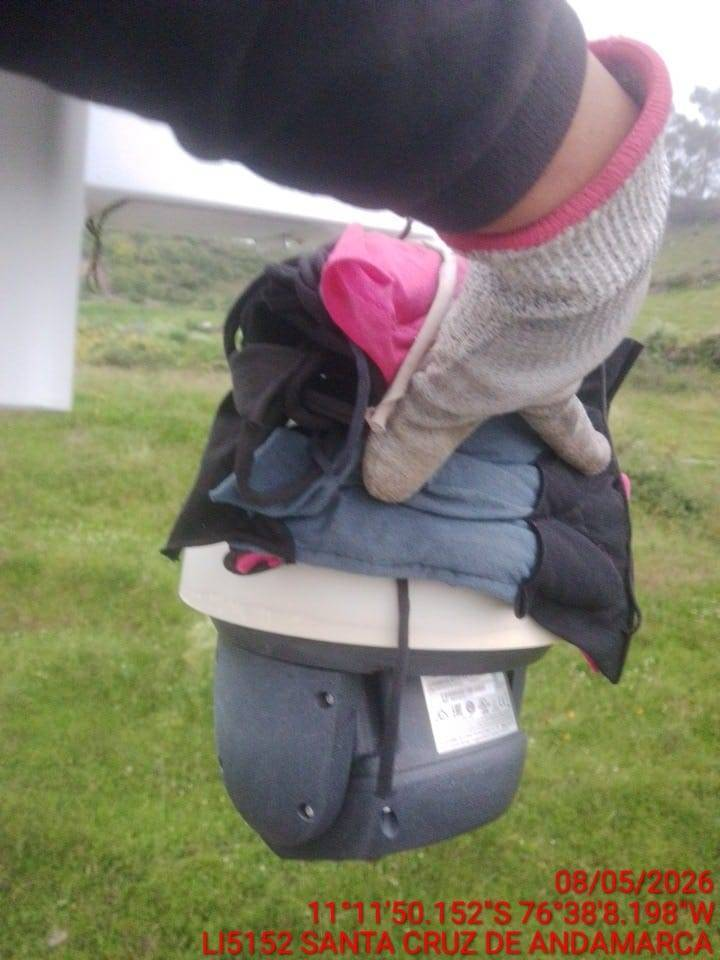 08/05/2026
11°11'50.152"S 76°38'8.198"W
LI5152 SANTA CRUZ DE ANDAMARCA